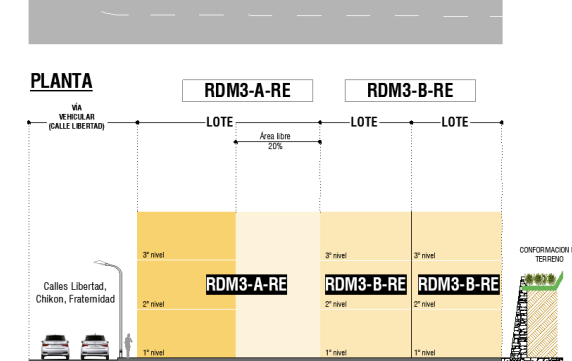 PLANTA
RDM3-A-RE
RDM3-B-RE
VÍA
VEHICULAR
(CALLE LIBERTAD)
LOTE
LOTE
LOTE
Área libre
20%
3° nivel
3° nivel
3° nivel
CONFORMACION
TERRENO
Calles Libertad,
Chikon, Fraternidad
RDM3-A-RE
RDM3-B-RE
RDM3-B-RE
2° nivel
2° nivel
2° nivel
1° nivel
1° nivel
1° nivel